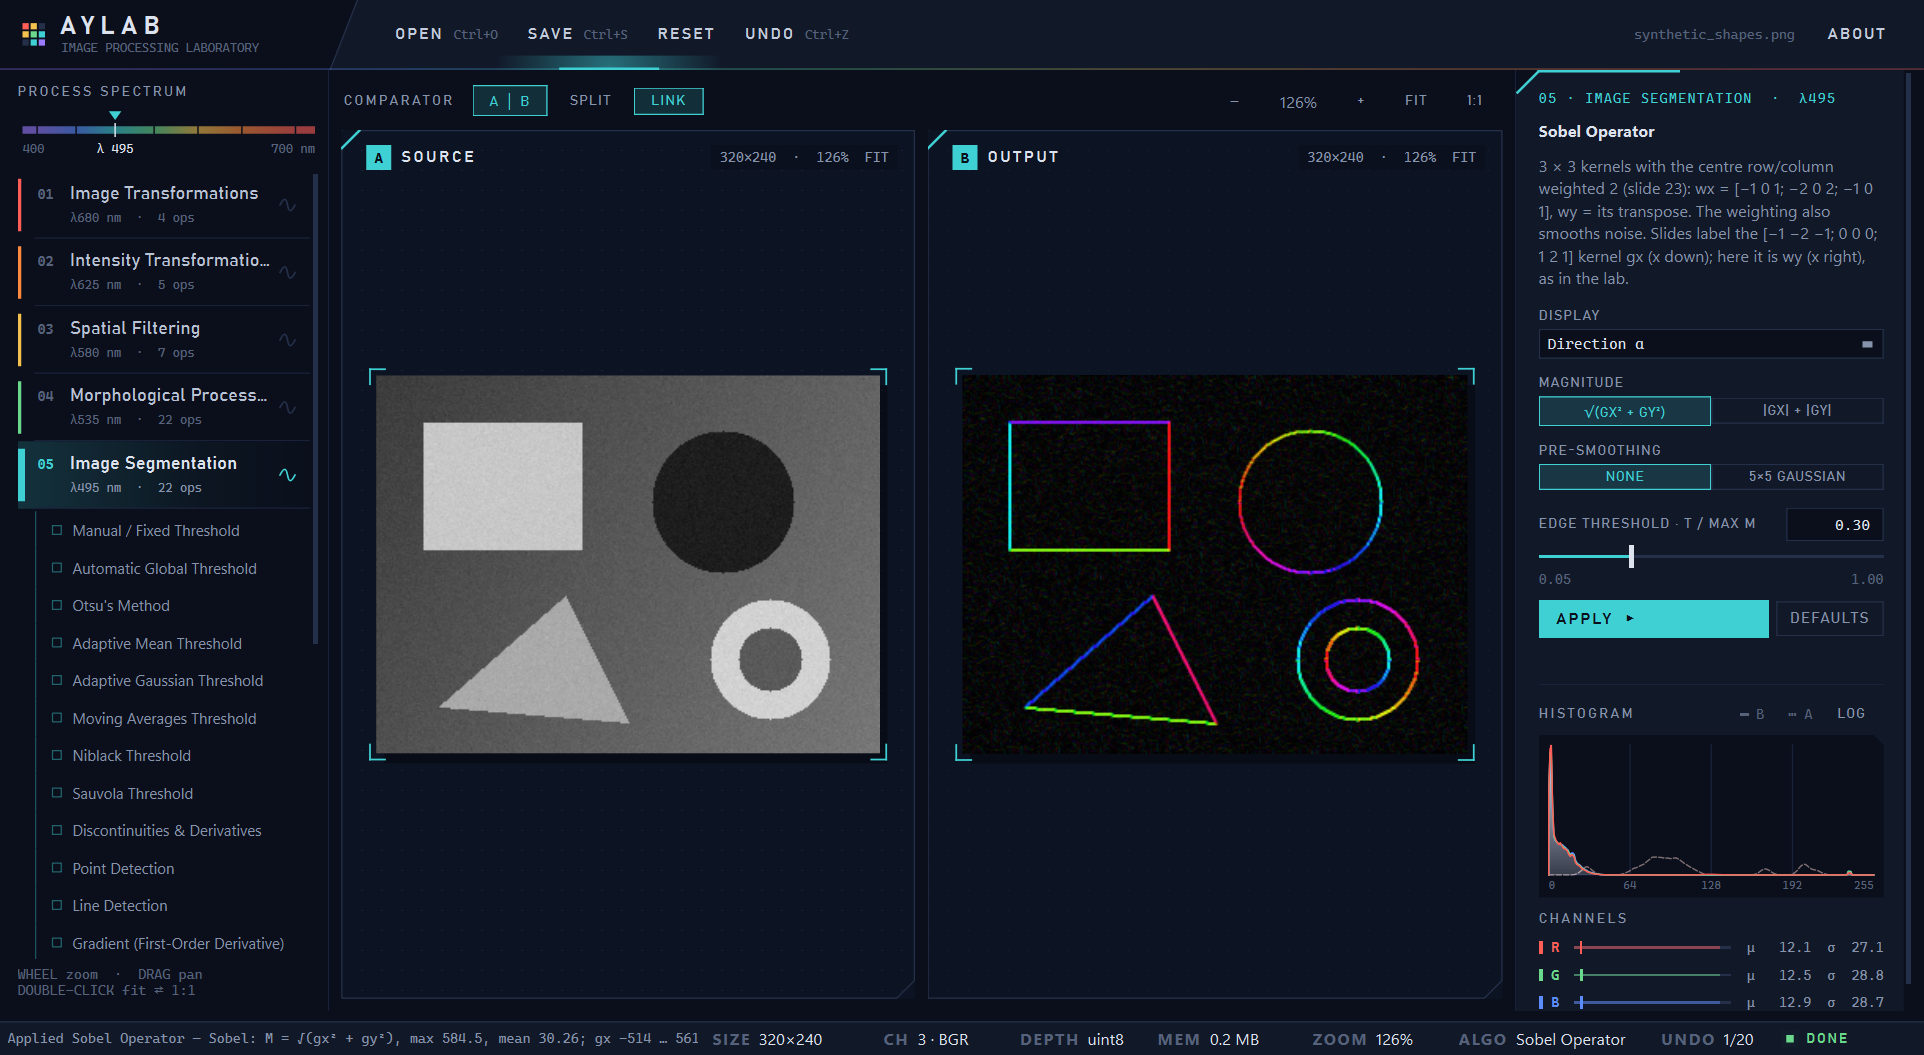 AYLAB
IMAGE PROCESSING LABORATORY
OPEN Ctrl+O SAVE Ctrl+S RESET UNDO Ctrl+Z
synthetic_shapes.png ABOUT
PROCESS SPECTRUM
400 λ 495 700 nm
01 Image Transformations
λ680 nm · 4 ops
02 Intensity Transformatio…
λ625 nm · 5 ops
03 Spatial Filtering
λ580 nm · 7 ops
04 Morphological Process…
λ535 nm · 22 ops
05 Image Segmentation
λ495 nm · 22 ops
Manual / Fixed Threshold
Automatic Global Threshold
Otsu's Method
Adaptive Mean Threshold
Adaptive Gaussian Threshold
Moving Averages Threshold
Niblack Threshold
Sauvola Threshold
Discontinuities & Derivatives
Point Detection
Line Detection
Gradient (First-Order Derivative)
WHEEL zoom · DRAG pan
DOUBLE-CLICK fit ⇄ 1:1
COMPARATOR A | B SPLIT LINK
− 126% + FIT 1:1
A SOURCE 320×240 · 126% FIT
B OUTPUT 320×240 · 126% FIT
05 · IMAGE SEGMENTATION · λ495
Sobel Operator
3 × 3 kernels with the centre row/column
weighted 2 (slide 23): wx = [−1 0 1; −2 0 2; −1 0
1], wy = its transpose. The weighting also
smooths noise. Slides label the [−1 −2 −1; 0 0 0;
1 2 1] kernel gx (x down); here it is wy (x right),
as in the lab.
DISPLAY
Direction α
MAGNITUDE
√(GX² + GY²) |GX| + |GY|
PRE-SMOOTHING
NONE 5×5 GAUSSIAN
EDGE THRESHOLD · T / MAX M 0.30
0.05 1.00
APPLY ▸ DEFAULTS
HISTOGRAM B A LOG
0 64 128 192 255
CHANNELS
R μ 12.1 σ 27.1
G μ 12.5 σ 28.8
B μ 12.9 σ 28.7
Applied Sobel Operator — Sobel: M = √(gx² + gy²), max 584.5, mean 30.26; gx −514 … 561 SIZE 320×240 CH 3 · BGR DEPTH uint8 MEM 0.2 MB ZOOM 126% ALGO Sobel Operator UNDO 1/20 DONE